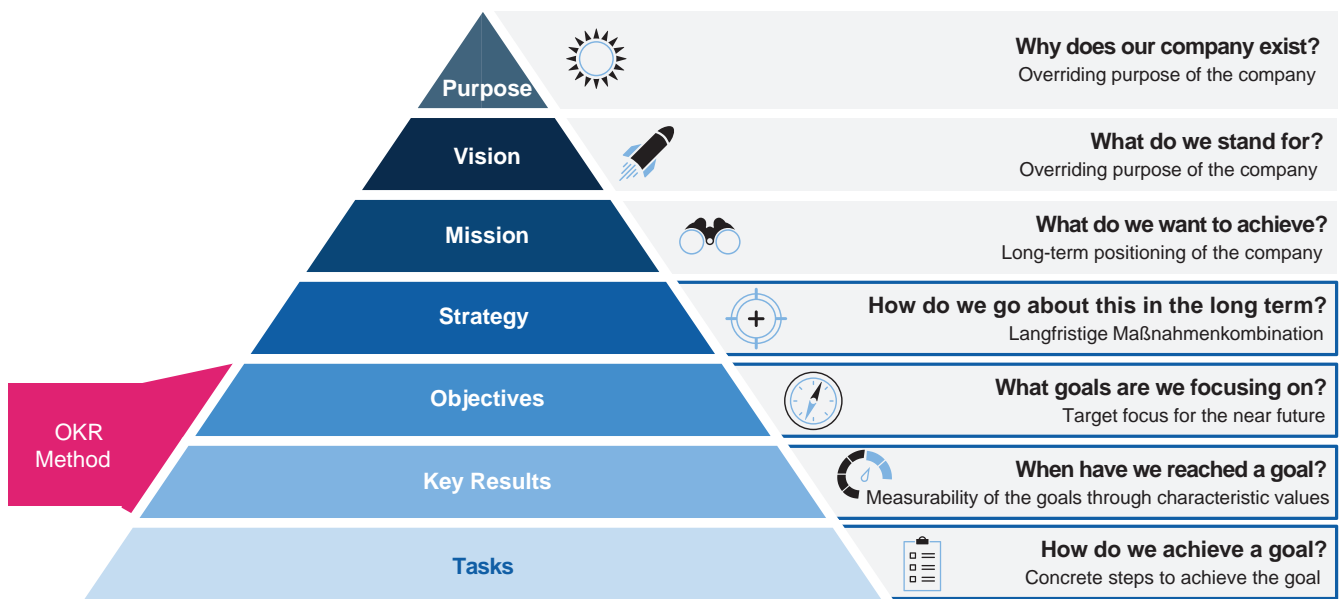 Purpose
Why does our company exist?
Overriding purpose of the company
Vision
What do we stand for?
Overriding purpose of the company
Mission
What do we want to achieve?
Long-term positioning of the company
Strategy
How do we go about this in the long term?
Langfristige Maßnahmenkombination
OKR
Method
Objectives
What goals are we focusing on?
Target focus for the near future
Key Results
When have we reached a goal?
Measurability of the goals through characteristic values
Tasks
How do we achieve a goal?
Concrete steps to achieve the goal